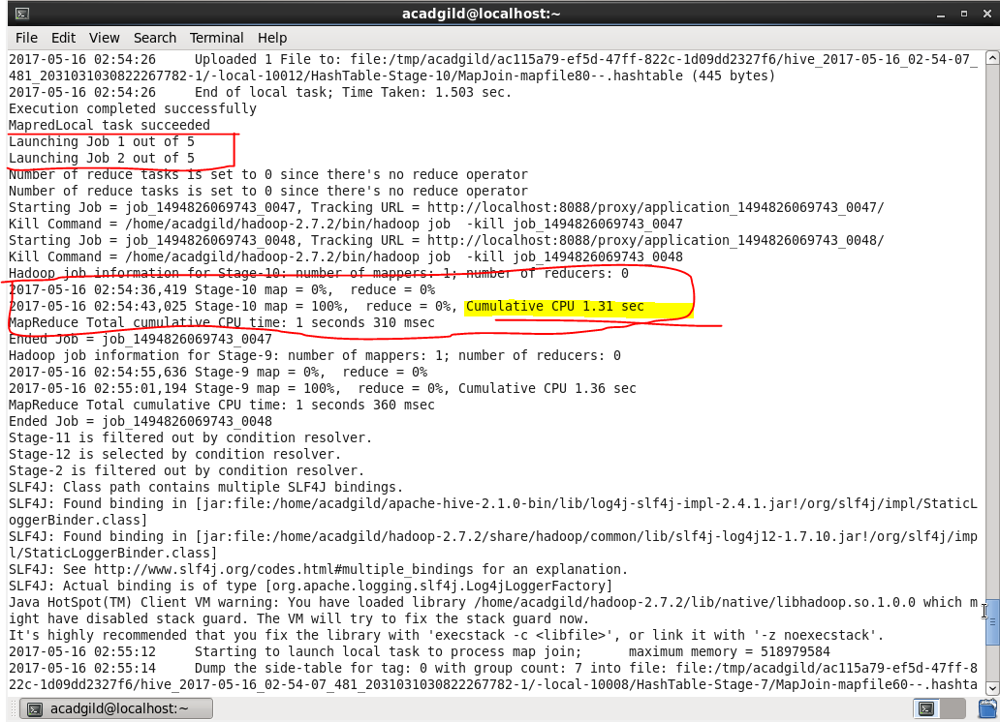 acadgild@localhost:~
File Edit View Search Terminal Help
2017-05-16 02:54:26     Uploaded 1 File to: file:/tmp/acadgild/ac115a79-ef5d-47ff-822c-1d09dd2327f6/hive_2017-05-16_02-54-07_
481_2031031030822267782-1/-local-10012/HashTable-Stage-10/MapJoin-mapfile80--.hashtable (445 bytes)
2017-05-16 02:54:26     End of local task; Time Taken: 1.503 sec.
Execution completed successfully
MapredLocal task succeeded
Launching Job 1 out of 5
Launching Job 2 out of 5
Number of reduce tasks is set to 0 since there's no reduce operator
Number of reduce tasks is set to 0 since there's no reduce operator
Starting Job = job_1494826069743_0047, Tracking URL = http://localhost:8088/proxy/application_1494826069743_0047/
Kill Command = /home/acadgild/hadoop-2.7.2/bin/hadoop job  -kill job_1494826069743_0047
Starting Job = job_1494826069743_0048, Tracking URL = http://localhost:8088/proxy/application_1494826069743_0048/
Kill Command = /home/acadgild/hadoop-2.7.2/bin/hadoop job  -kill job_1494826069743_0048
Hadoop job information for Stage-10: number of mappers: 1; number of reducers: 0
2017-05-16 02:54:36,419 Stage-10 map = 0%,  reduce = 0%
2017-05-16 02:54:43,025 Stage-10 map = 100%,  reduce = 0%, Cumulative CPU 1.31 sec
MapReduce Total cumulative CPU time: 1 seconds 310 msec
Ended Job = job_1494826069743_0047
Hadoop job information for Stage-9: number of mappers: 1; number of reducers: 0
2017-05-16 02:54:55,636 Stage-9 map = 0%,  reduce = 0%
2017-05-16 02:55:01,194 Stage-9 map = 100%,  reduce = 0%, Cumulative CPU 1.36 sec
MapReduce Total cumulative CPU time: 1 seconds 360 msec
Ended Job = job_1494826069743_0048
Stage-11 is filtered out by condition resolver.
Stage-12 is selected by condition resolver.
Stage-2 is filtered out by condition resolver.
SLF4J: Class path contains multiple SLF4J bindings.
SLF4J: Found binding in [jar:file:/home/acadgild/apache-hive-2.1.0-bin/lib/log4j-slf4j-impl-2.4.1.jar!/org/slf4j/impl/StaticL
oggerBinder.class]
SLF4J: Found binding in [jar:file:/home/acadgild/hadoop-2.7.2/share/hadoop/common/lib/slf4j-log4j12-1.7.10.jar!/org/slf4j/imp
l/StaticLoggerBinder.class]
SLF4J: See http://www.slf4j.org/codes.html#multiple_bindings for an explanation.
SLF4J: Actual binding is of type [org.apache.logging.slf4j.Log4jLoggerFactory]
Java HotSpot(TM) Client VM warning: You have loaded library /home/acadgild/hadoop-2.7.2/lib/native/libhadoop.so.1.0.0 which m
ight have disabled stack guard. The VM will try to fix the stack guard now.
It's highly recommended that you fix the library with 'execstack -c <libfile>', or link it with '-z noexecstack'.
2017-05-16 02:55:12     Starting to launch local task to process map join;      maximum memory = 518979584
2017-05-16 02:55:14     Dump the side-table for tag: 0 with group count: 7 into file: file:/tmp/acadgild/ac115a79-ef5d-47ff-8
22c-1d09dd2327f6/hive_2017-05-16_02-54-07_481_2031031030822267782-1/-local-10008/HashTable-Stage-7/MapJoin-mapfile60--.hashta
acadgild@localhost:~